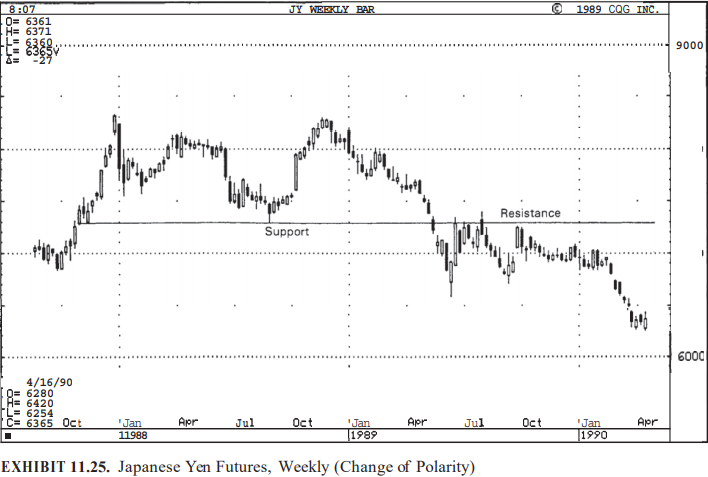 8:07 JY WEEKLY BAR © 1989 CQG INC.
O= 6361
H= 6371
L= 6360
L= 6365V
Δ= -27
9000
Resistance
Support
6000
4/16/90
O= 6280
H= 6420
L= 6254
C= 6365 Oct 'Jan Apr Jul Oct 'Jan Apr Jul Oct 'Jan Apr
11988 1989 1990
EXHIBIT 11.25. Japanese Yen Futures, Weekly (Change of Polarity)